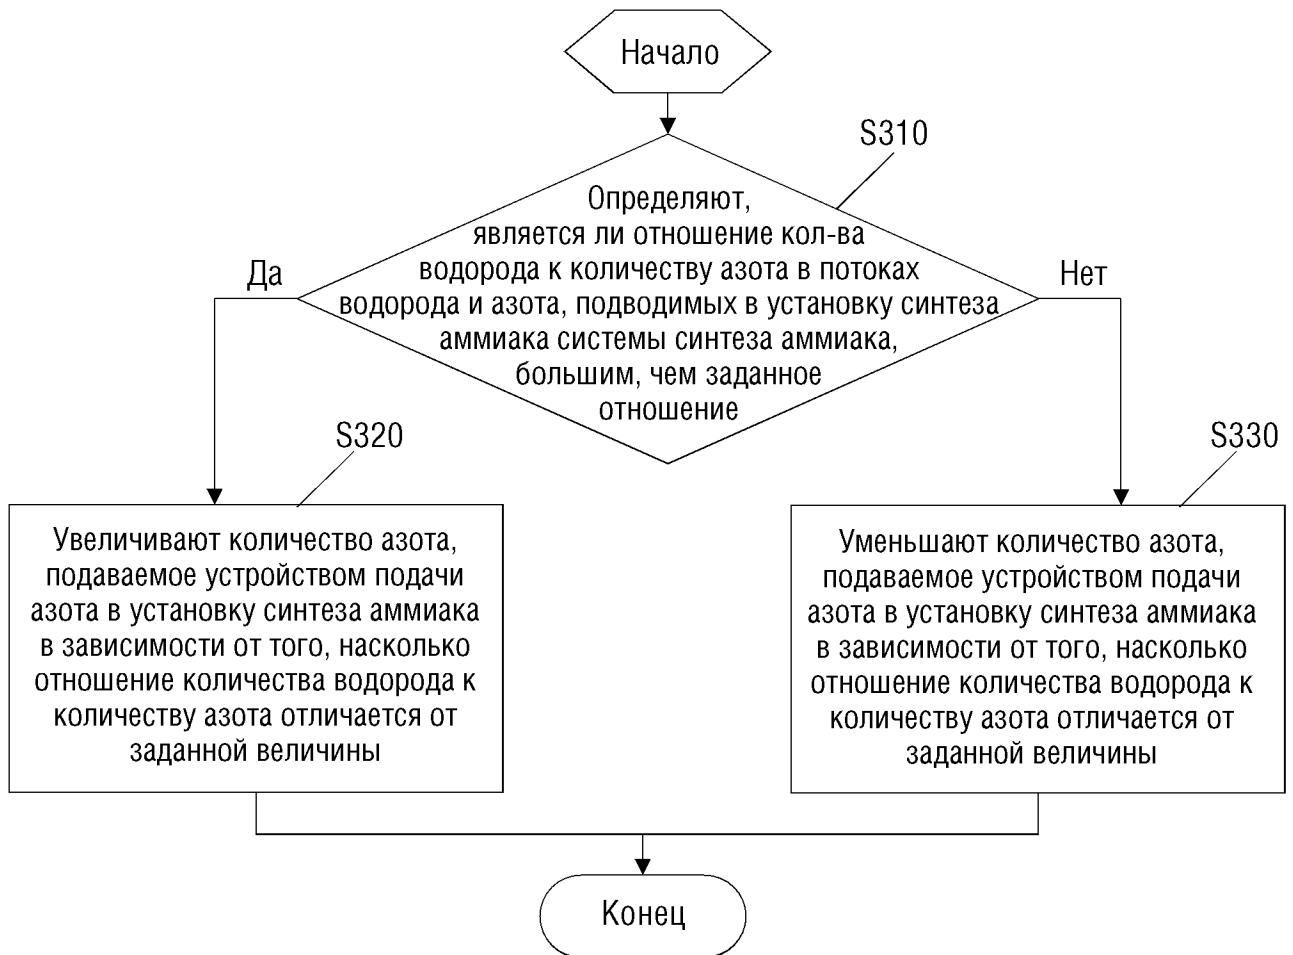 Начало
S310
Определяют,
является ли отношение кол-ва
водорода к количеству азота в потоках
водорода и азота, подводимых в установку синтеза
аммиака системы синтеза аммиака,
большим, чем заданное
отношение
Да
Нет
S320
Увеличивают количество азота,
подаваемое устройством подачи
азота в установку синтеза аммиака
в зависимости от того, насколько
отношение количества водорода к
количеству азота отличается от
заданной величины
S330
Уменьшают количество азота,
подаваемое устройством подачи
азота в установку синтеза аммиака
в зависимости от того, насколько
отношение количества водорода к
количеству азота отличается от
заданной величины
Конец